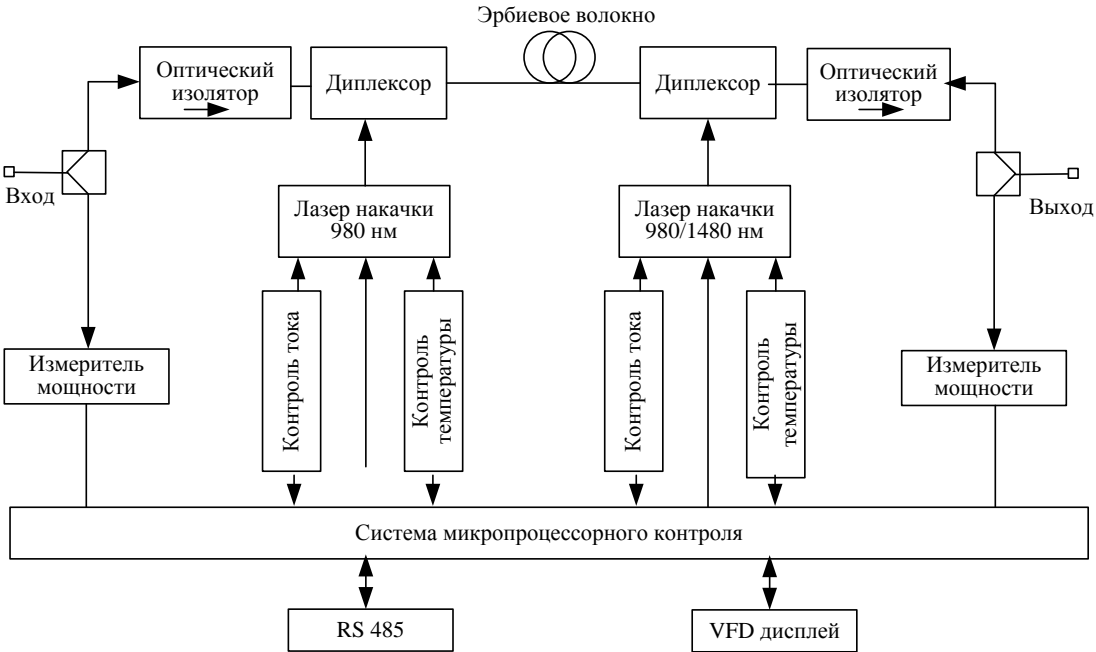 Эрбиевое волокно
Оптический
изолятор
Диплексор
Диплексор
Оптический
изолятор
Вход
Выход
Лазер накачки
980 нм
Лазер накачки
980/1480 нм
Измеритель
мощности
Контроль тока
Контроль
температуры
Контроль тока
Контроль
температуры
Измеритель
мощности
Система микропроцессорного контроля
RS 485
VFD дисплей